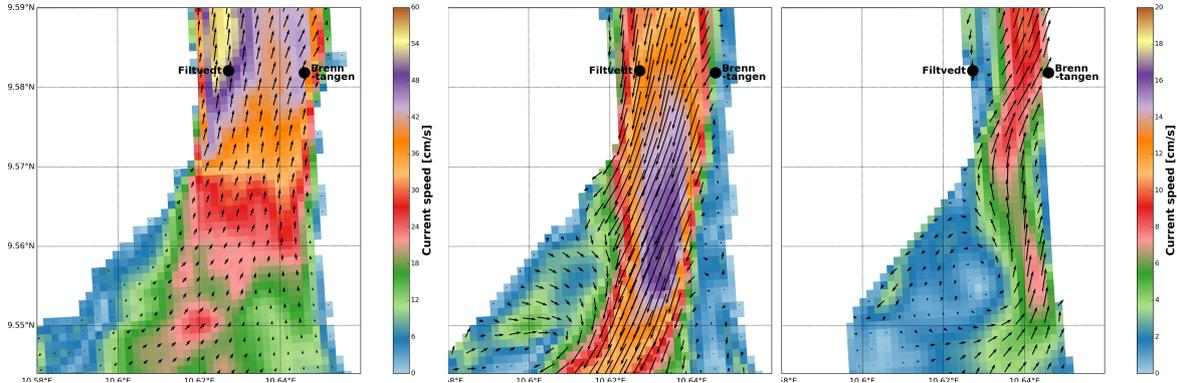 9.59°N
9.58°N
9.57°N
9.56°N
9.55°N
10.58°E
10.6°E
10.62°E
10.64°E
Filtvedt
Brenn
-tangen
60
54
48
42
36
30
24
18
12
6
0
Current speed [cm/s]
58°E
10.6°E
10.62°E
10.64°E
Filtvedt
Brenn
-tangen
58°E
10.6°E
10.62°E
10.64°E
Filtvedt
Brenn
-tangen
20
18
16
14
12
10
8
6
4
2
0
Current speed [cm/s]